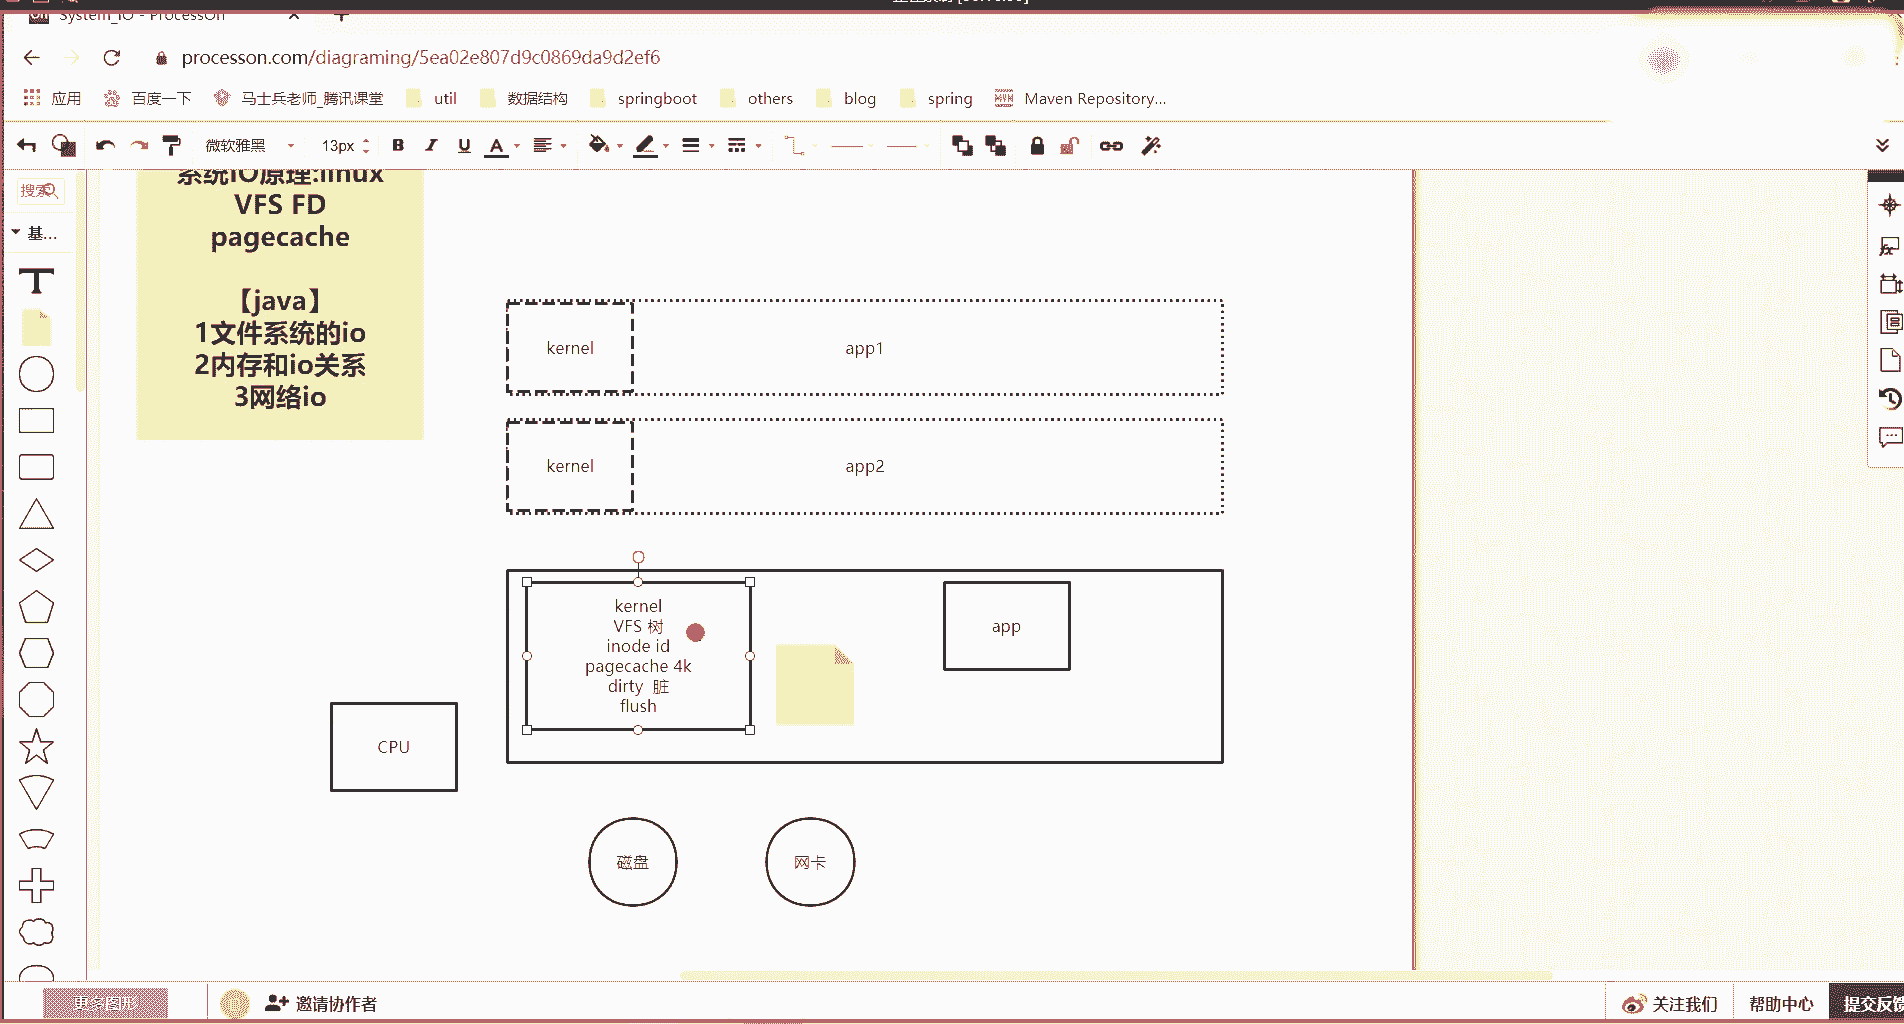 System_IO - ProcessOn
processon.com/diagraming/5ea02e807d9c0869da9d2ef6
应用 百度一下 马士兵老师_腾讯课堂 util 数据结构 springboot others blog spring Maven Repository...
微软雅黑 13px B I U A
搜索
基...
T
系统IO原理:linux
VFS FD
pagecache
【java】
1文件系统的io
2内存和io关系
3网络io
kernel app1
kernel app2
kernel
VFS 树
inode id
pagecache 4k
dirty 脏
flush
app
CPU
磁盘 网卡
更多图形 邀请协作者 关注我们 帮助中心 提交反馈